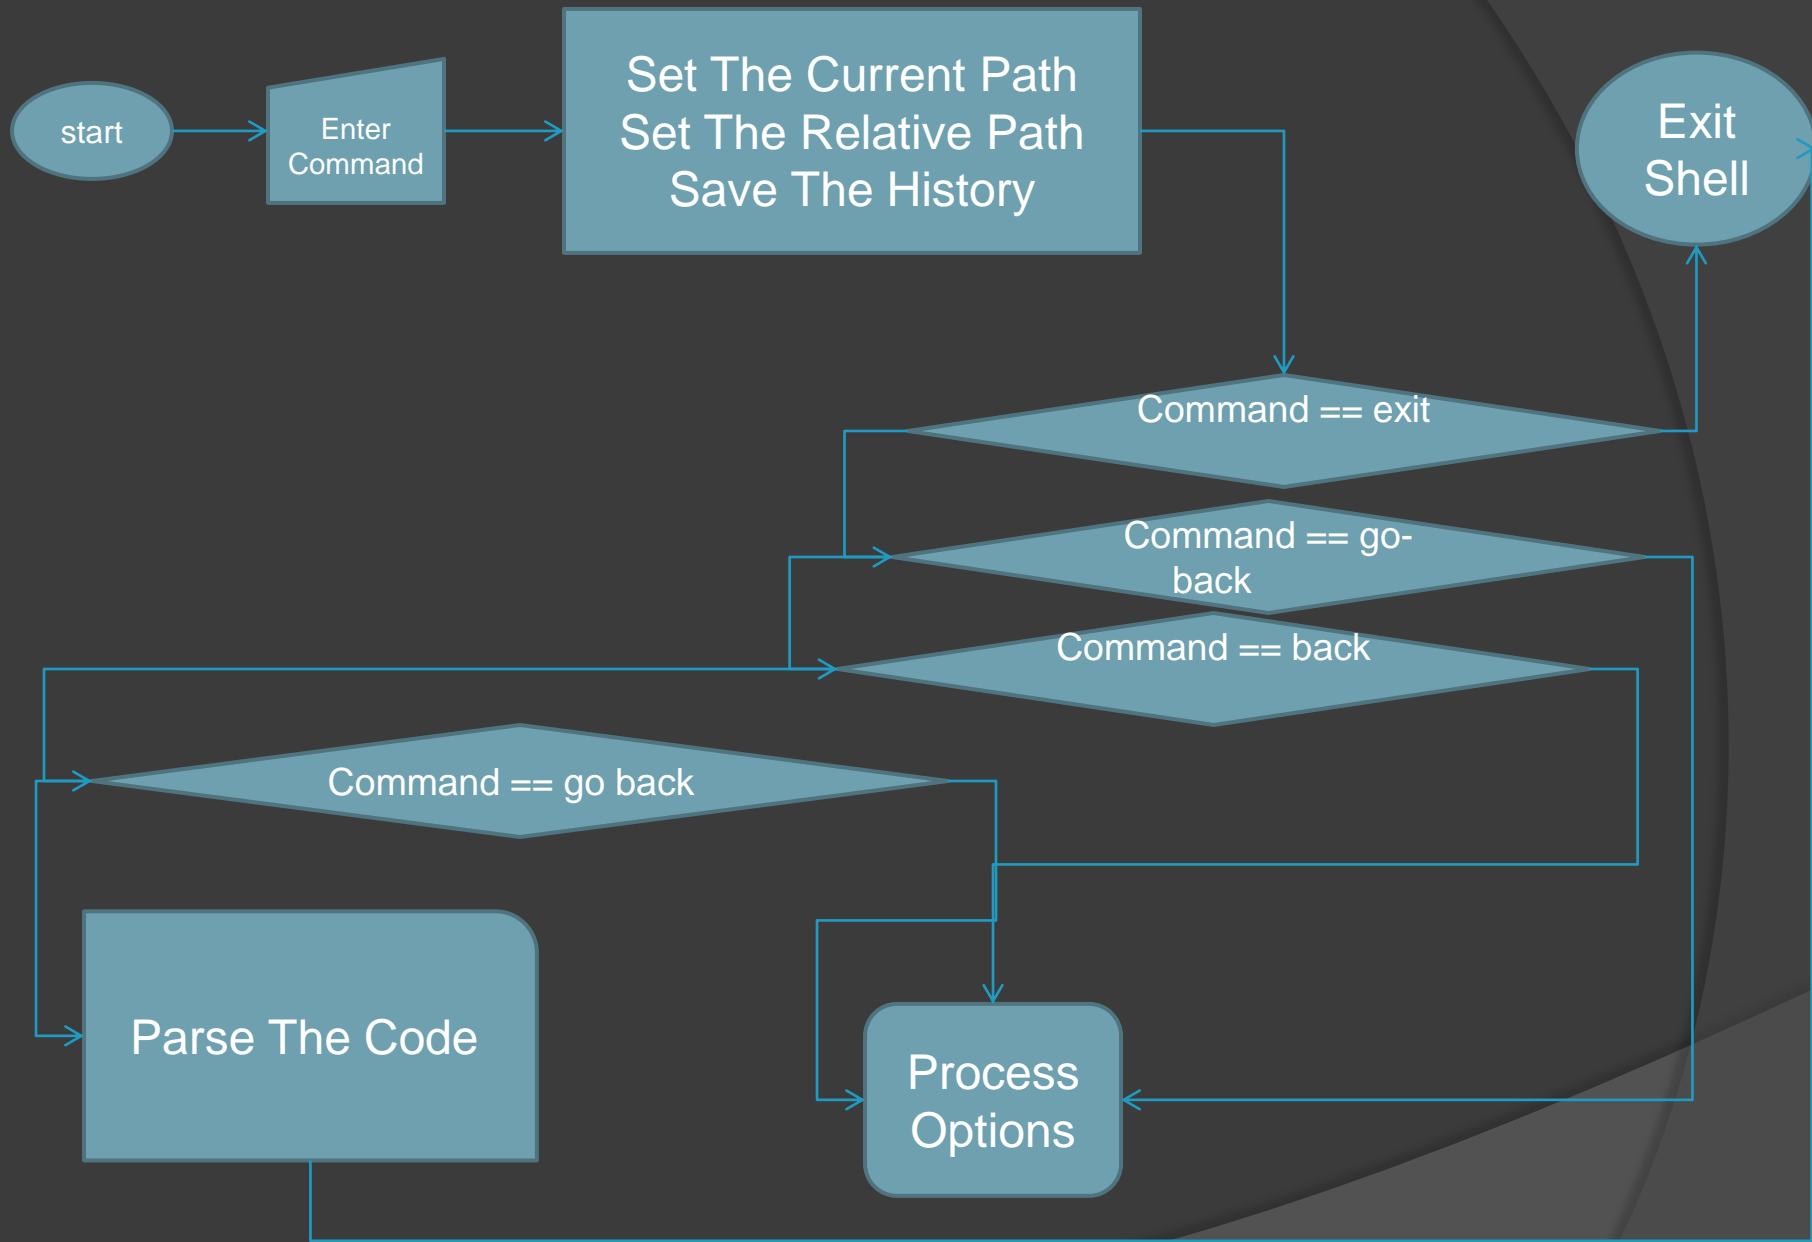 start
Enter
Command
Set The Current Path
Set The Relative Path
Save The History
Exit
Shell
Command == exit
Command == go-
back
Command == back
Command == go back
Parse The Code
Process
Options